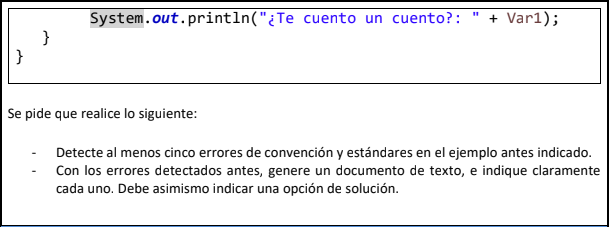 System.out.println("¿Te cuento un cuento?: " + Var1);
}
}
Se pide que realice lo siguiente:
- Detecte al menos cinco errores de convención y estándares en el ejemplo antes indicado.
- Con los errores detectados antes, genere un documento de texto, e indique claramente
cada uno. Debe asimismo indicar una opción de solución.